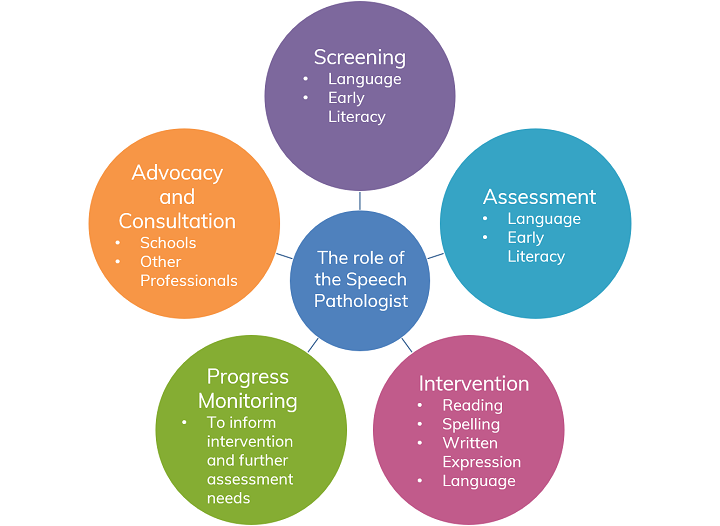 Screening
• Language
• Early
Literacy
Advocacy
and
Consultation
• Schools
• Other
Professionals
Assessment
• Language
• Early
Literacy
The role of
the Speech
Pathologist
Progress
Monitoring
• To inform
intervention
and further
assessment
needs
Intervention
• Reading
• Spelling
• Written
Expression
• Language